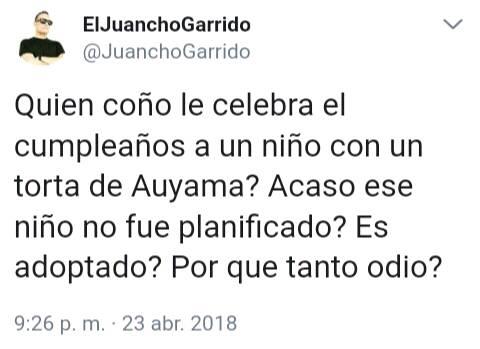 ElJuanchoGarrido
@JuanchoGarrido
Quien coño le celebra el
cumpleaños a un niño con un
torta de Auyama? Acaso ese
niño no fue planificado? Es
adoptado? Por que tanto odio?
9:26 p. m. · 23 abr. 2018